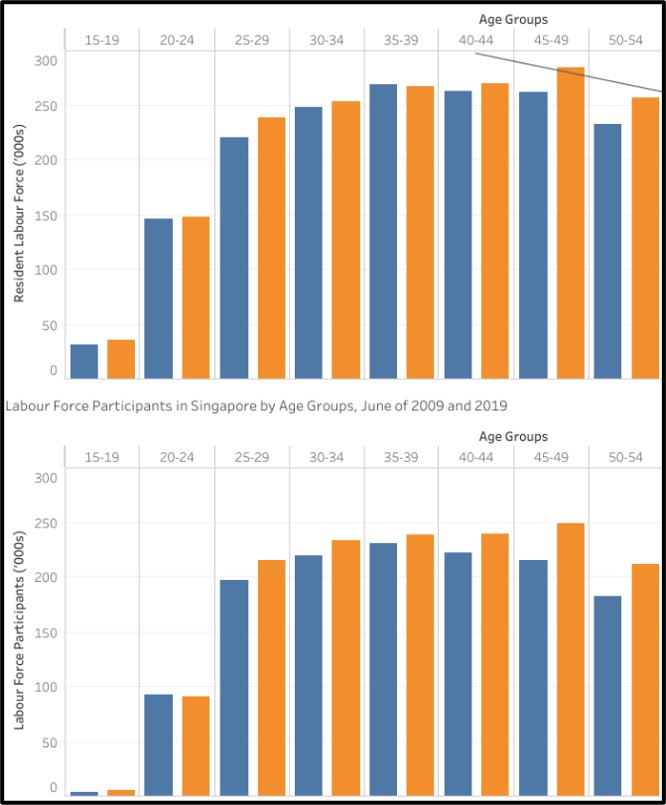 Age Groups
15-19 20-24 25-29 30-34 35-39 40-44 45-49 50-54
300
250
200
150
100
50
0
Resident Labour Force ('000s)
Labour Force Participants in Singapore by Age Groups, June of 2009 and 2019
Age Groups
15-19 20-24 25-29 30-34 35-39 40-44 45-49 50-54
300
250
200
150
100
50
0
Labour Force Participants ('000s)